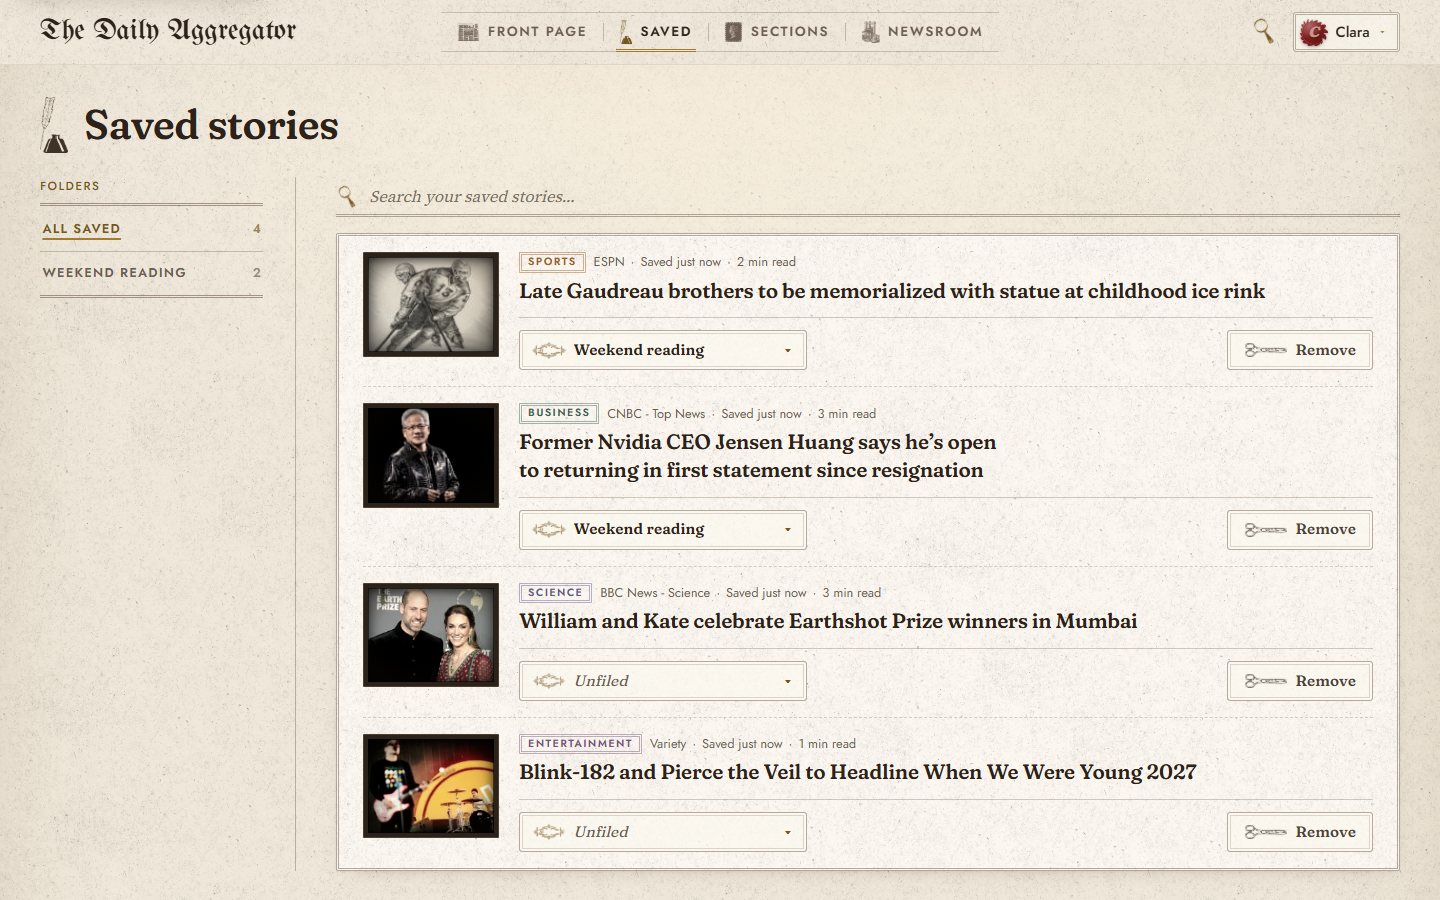 The Daily Aggregator
FRONT PAGE
SAVED
SECTIONS
NEWSROOM
C
Clara
Saved stories
FOLDERS
ALL SAVED 4
WEEKEND READING 2
Search your saved stories...
SPORTS ESPN · Saved just now · 2 min read
Late Gaudreau brothers to be memorialized with statue at childhood ice rink
Weekend reading
Remove
BUSINESS CNBC - Top News · Saved just now · 3 min read
Former Nvidia CEO Jensen Huang says he’s open
to returning in first statement since resignation
Weekend reading
Remove
THE
EARTH
PRIZE
SCIENCE BBC News - Science · Saved just now · 3 min read
William and Kate celebrate Earthshot Prize winners in Mumbai
Unfiled
Remove
ENTERTAINMENT Variety · Saved just now · 1 min read
Blink-182 and Pierce the Veil to Headline When We Were Young 2027
Unfiled
Remove